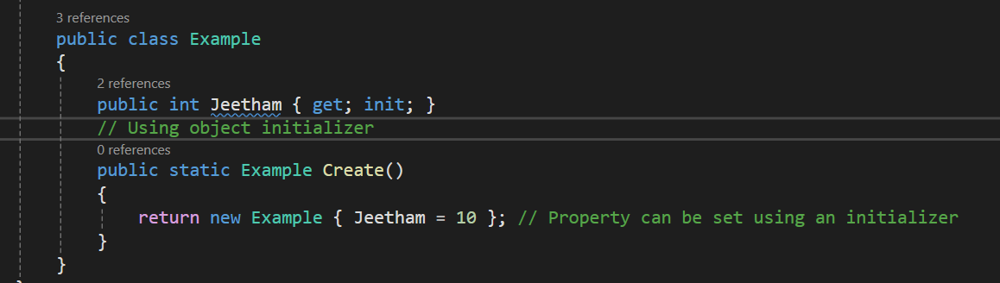 3 references
public class Example
{
2 references
public int Jeetham { get; init; }
// Using object initializer
0 references
public static Example Create()
{
return new Example { Jeetham = 10 }; // Property can be set using an initializer
}
}